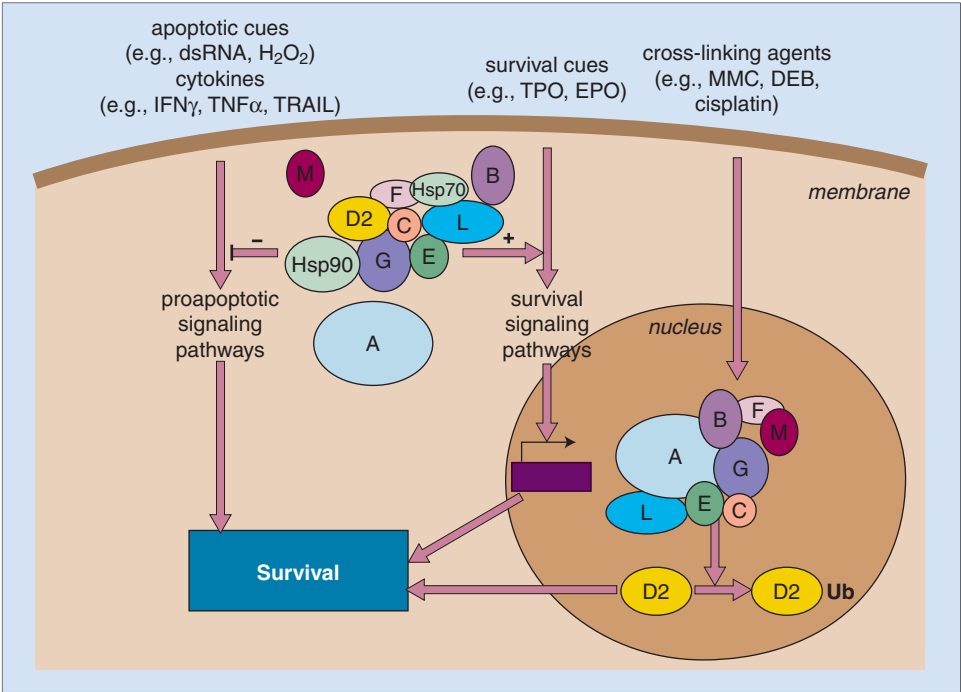 apoptotic cues
(e.g., dsRNA, H₂O₂)
cytokines
(e.g., IFNγ, TNFα, TRAIL)
survival cues
(e.g., TPO, EPO)
cross-linking agents
(e.g., MMC, DEB,
cisplatin)
membrane
M
F
Hsp70
B
D2
C
L
–
+
Hsp90
G
E
A
proapoptotic
signaling
pathways
survival
signaling
pathways
nucleus
B
F
M
A
G
L
E
C
Survival
D2
D2 Ub